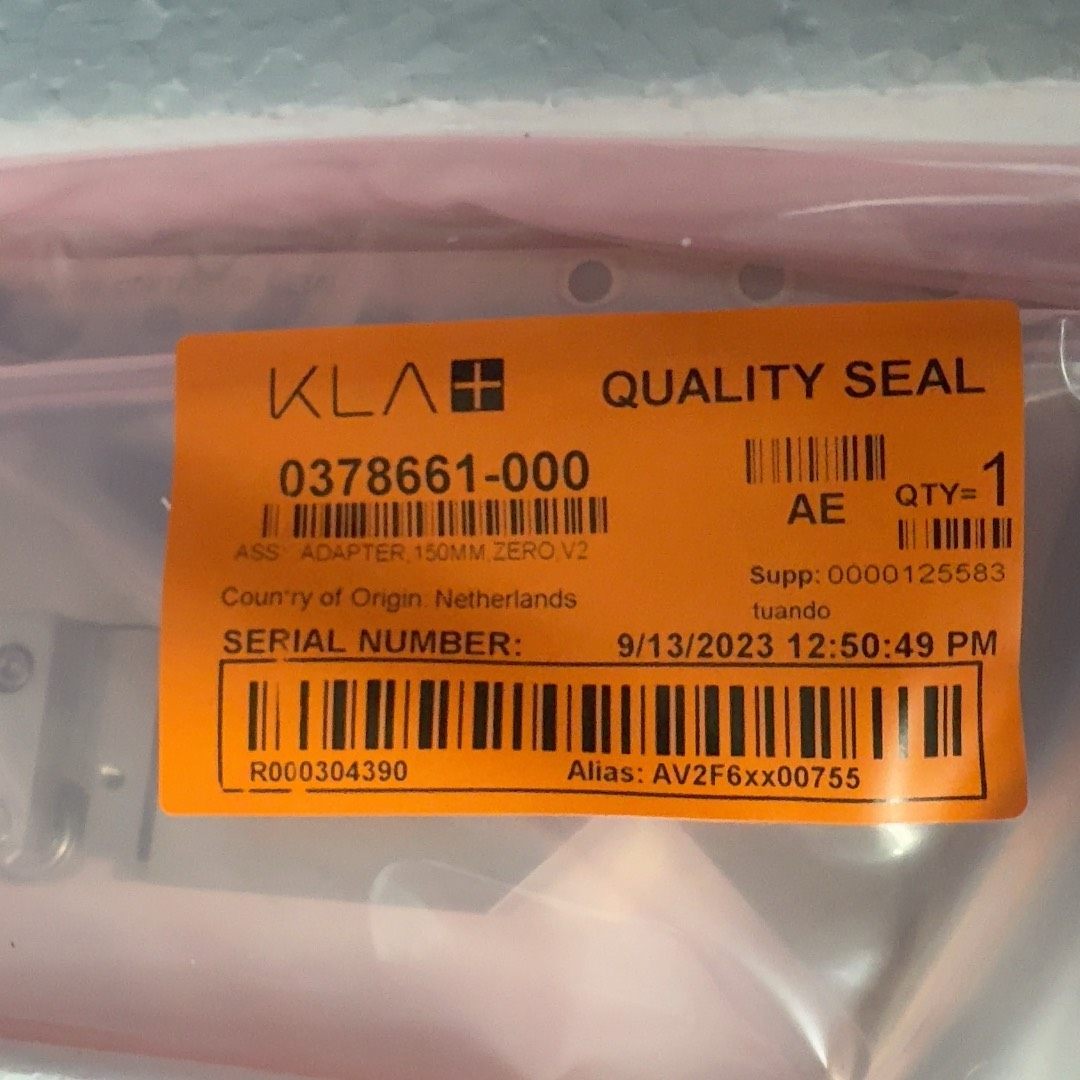 KLA+ QUALITY SEAL
0378661-000
AE QTY=1
ASS ADAPTER,150MM,ZERO,V2
Supp: 0000125583
Country of Origin: Netherlands
tuando
SERIAL NUMBER: 9/13/2023 12:50:49 PM
R000304390 Alias: AV2F6xx00755